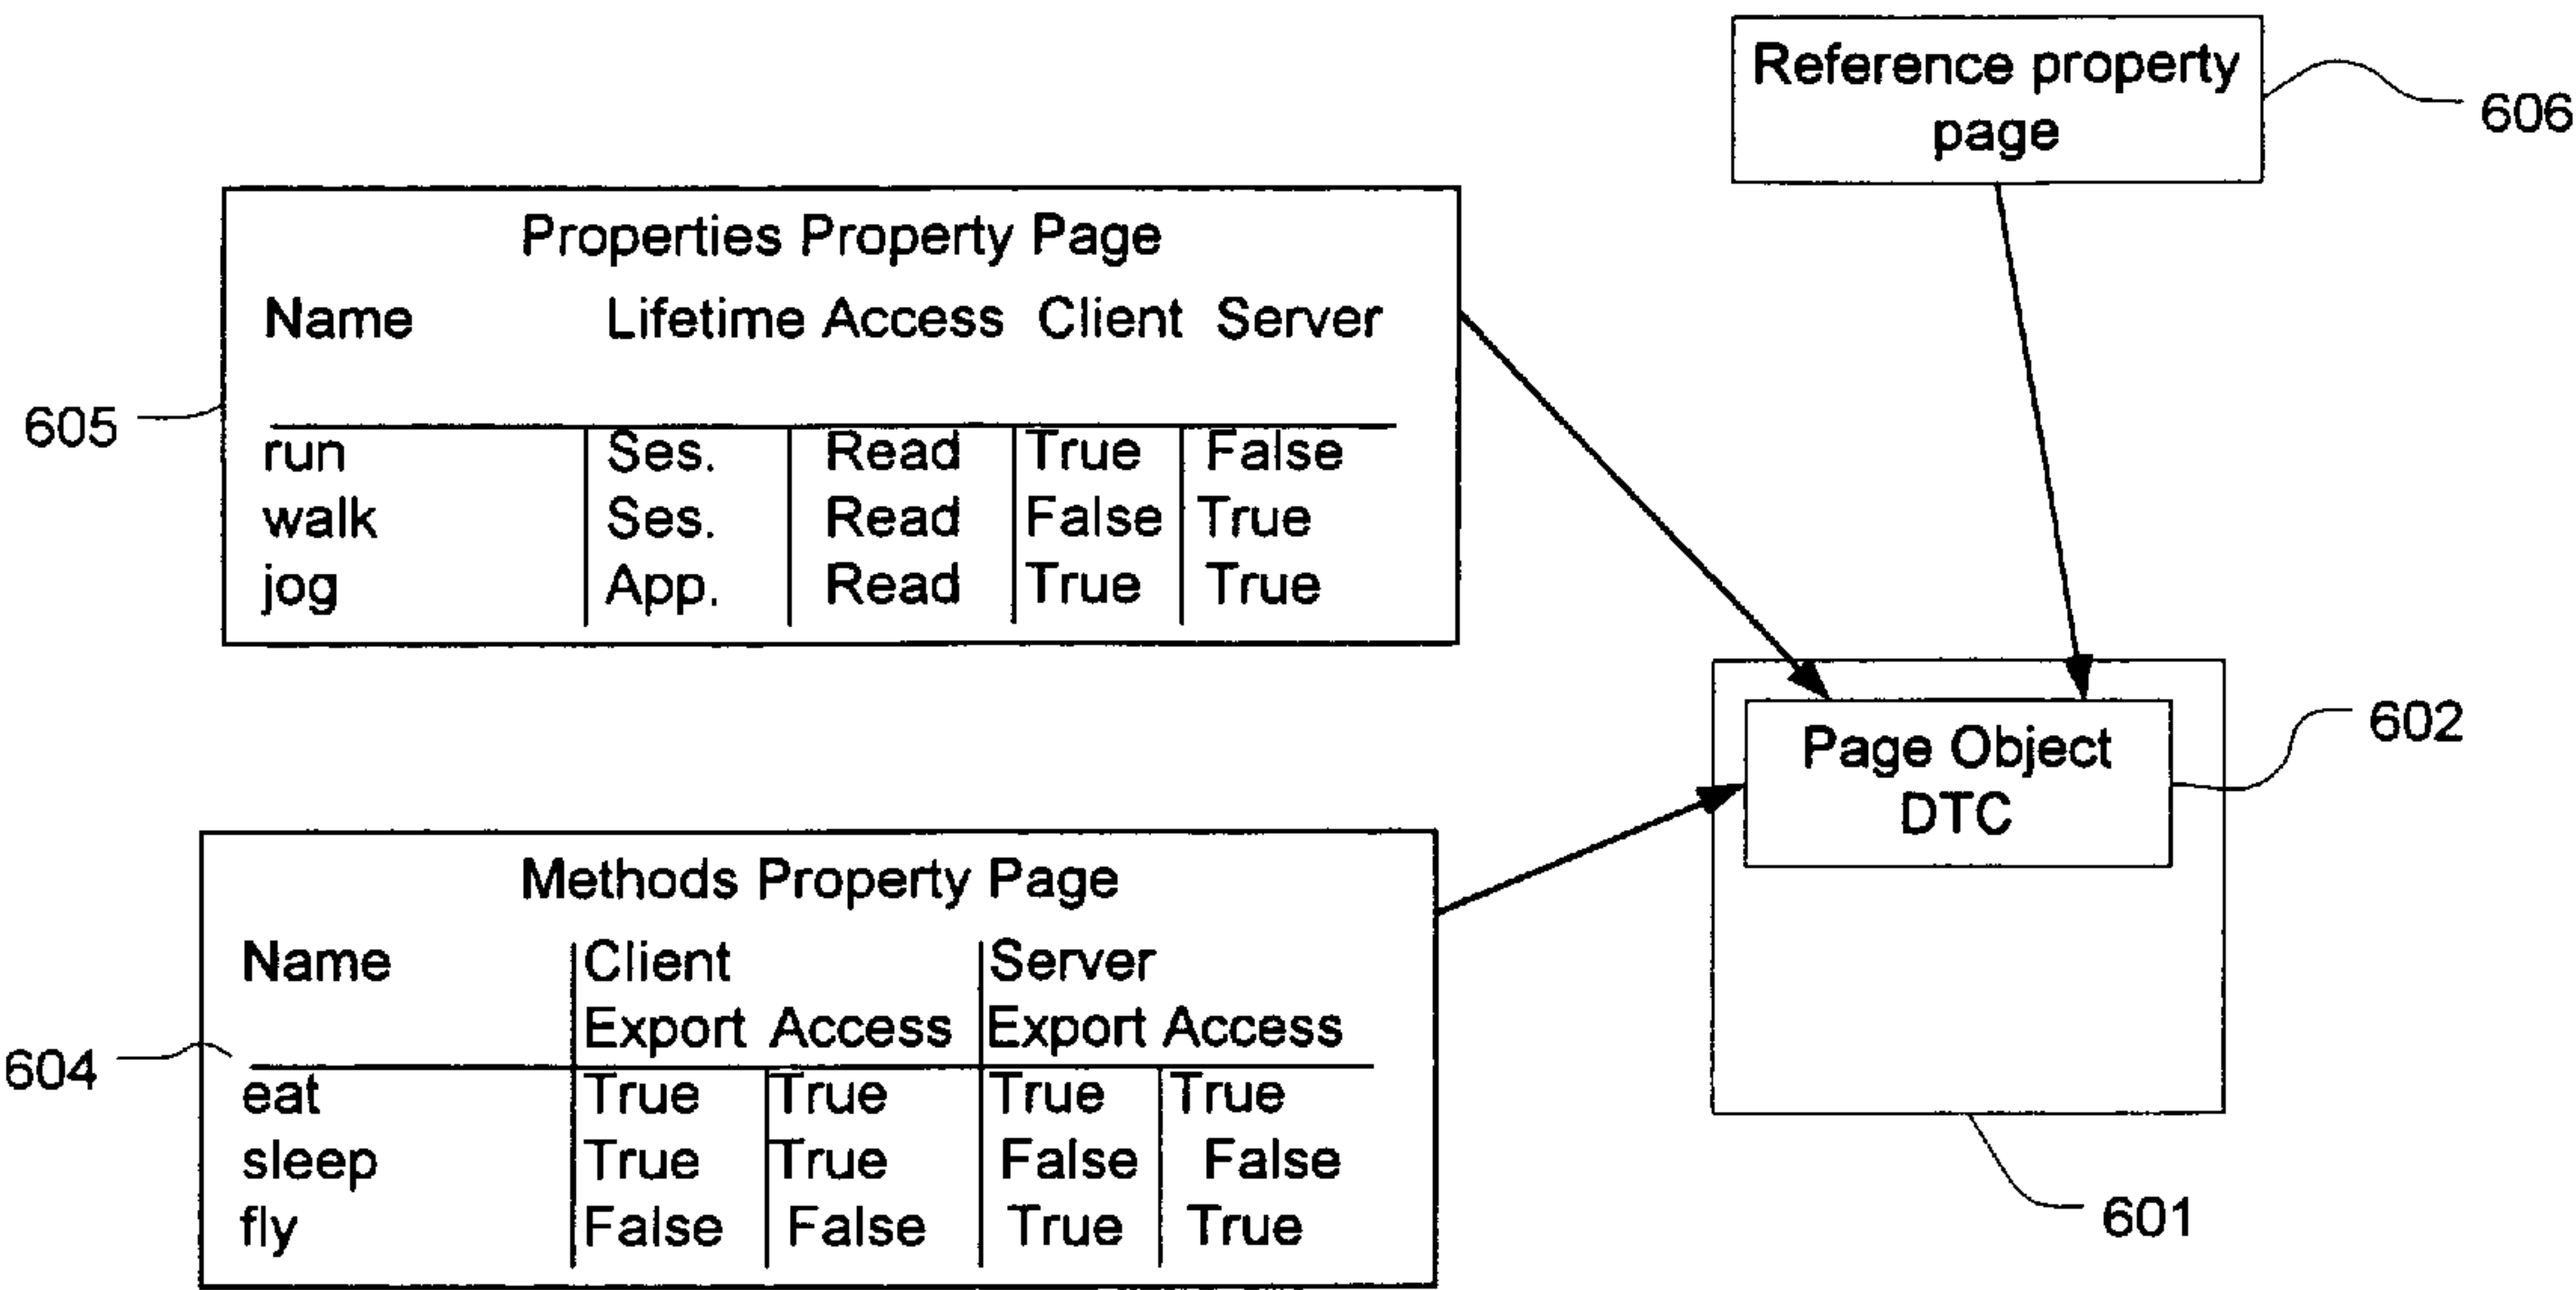 Reference property
page
606
Properties Property Page
Name Lifetime Access Client Server
605
run Ses. Read True False
walk Ses. Read False True
jog App. Read True True
Page Object
DTC
602
Methods Property Page
Name Client Server
Export Access Export Access
604
eat True True True True
sleep True True False False
fly False False True True
601